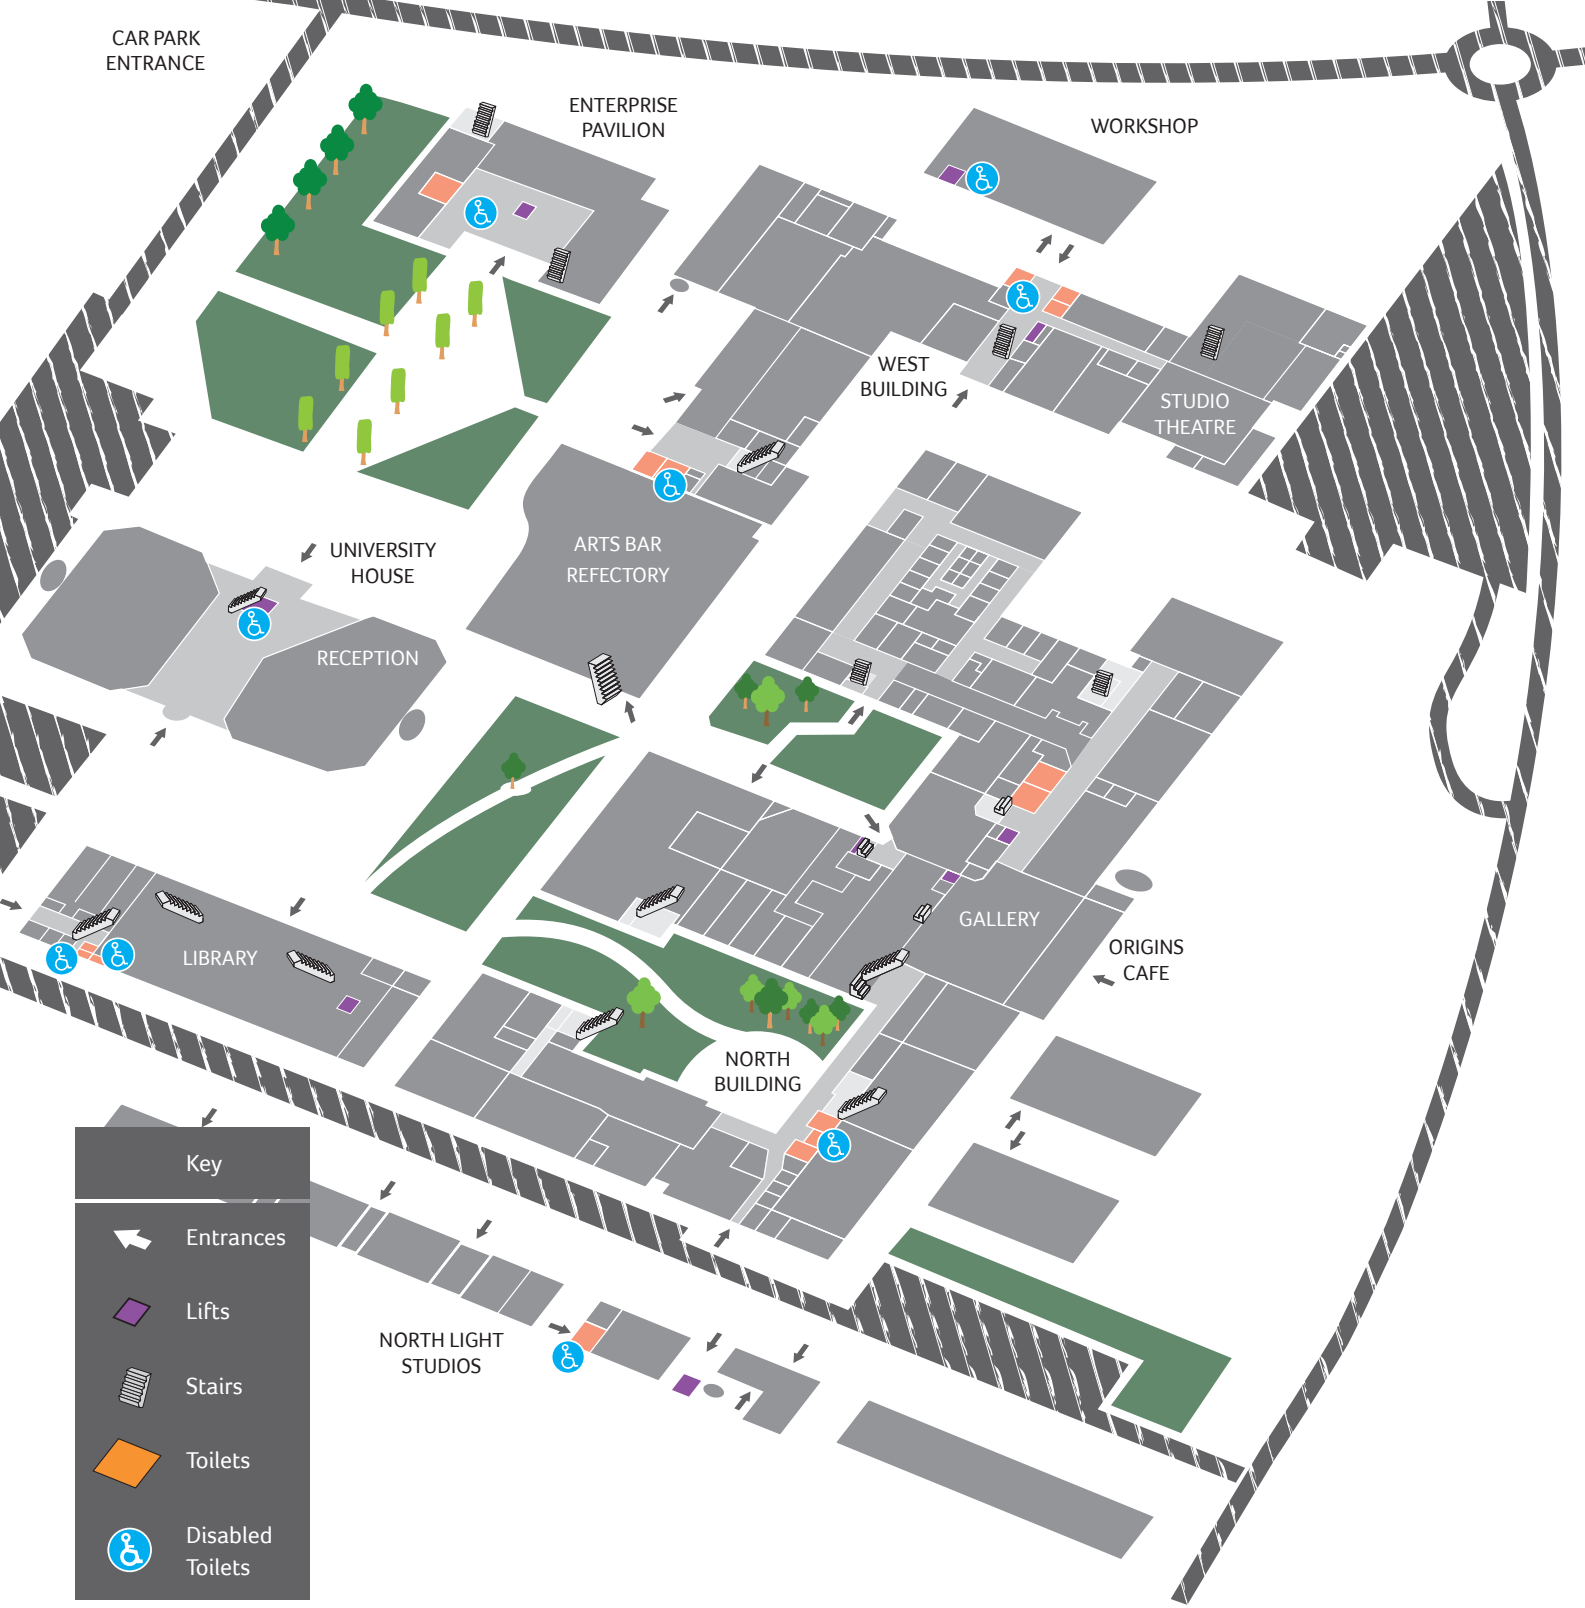 CAR PARK
ENTRANCE
ENTERPRISE
PAVILION
WORKSHOP
WEST
BUILDING
STUDIO
THEATRE
UNIVERSITY
HOUSE
ARTS BAR
REFECTORY
RECEPTION
GALLERY
ORIGINS
CAFE
LIBRARY
NORTH
BUILDING
NORTH LIGHT
STUDIOS
Key
Entrances
Lifts
Stairs
Toilets
Disabled
Toilets